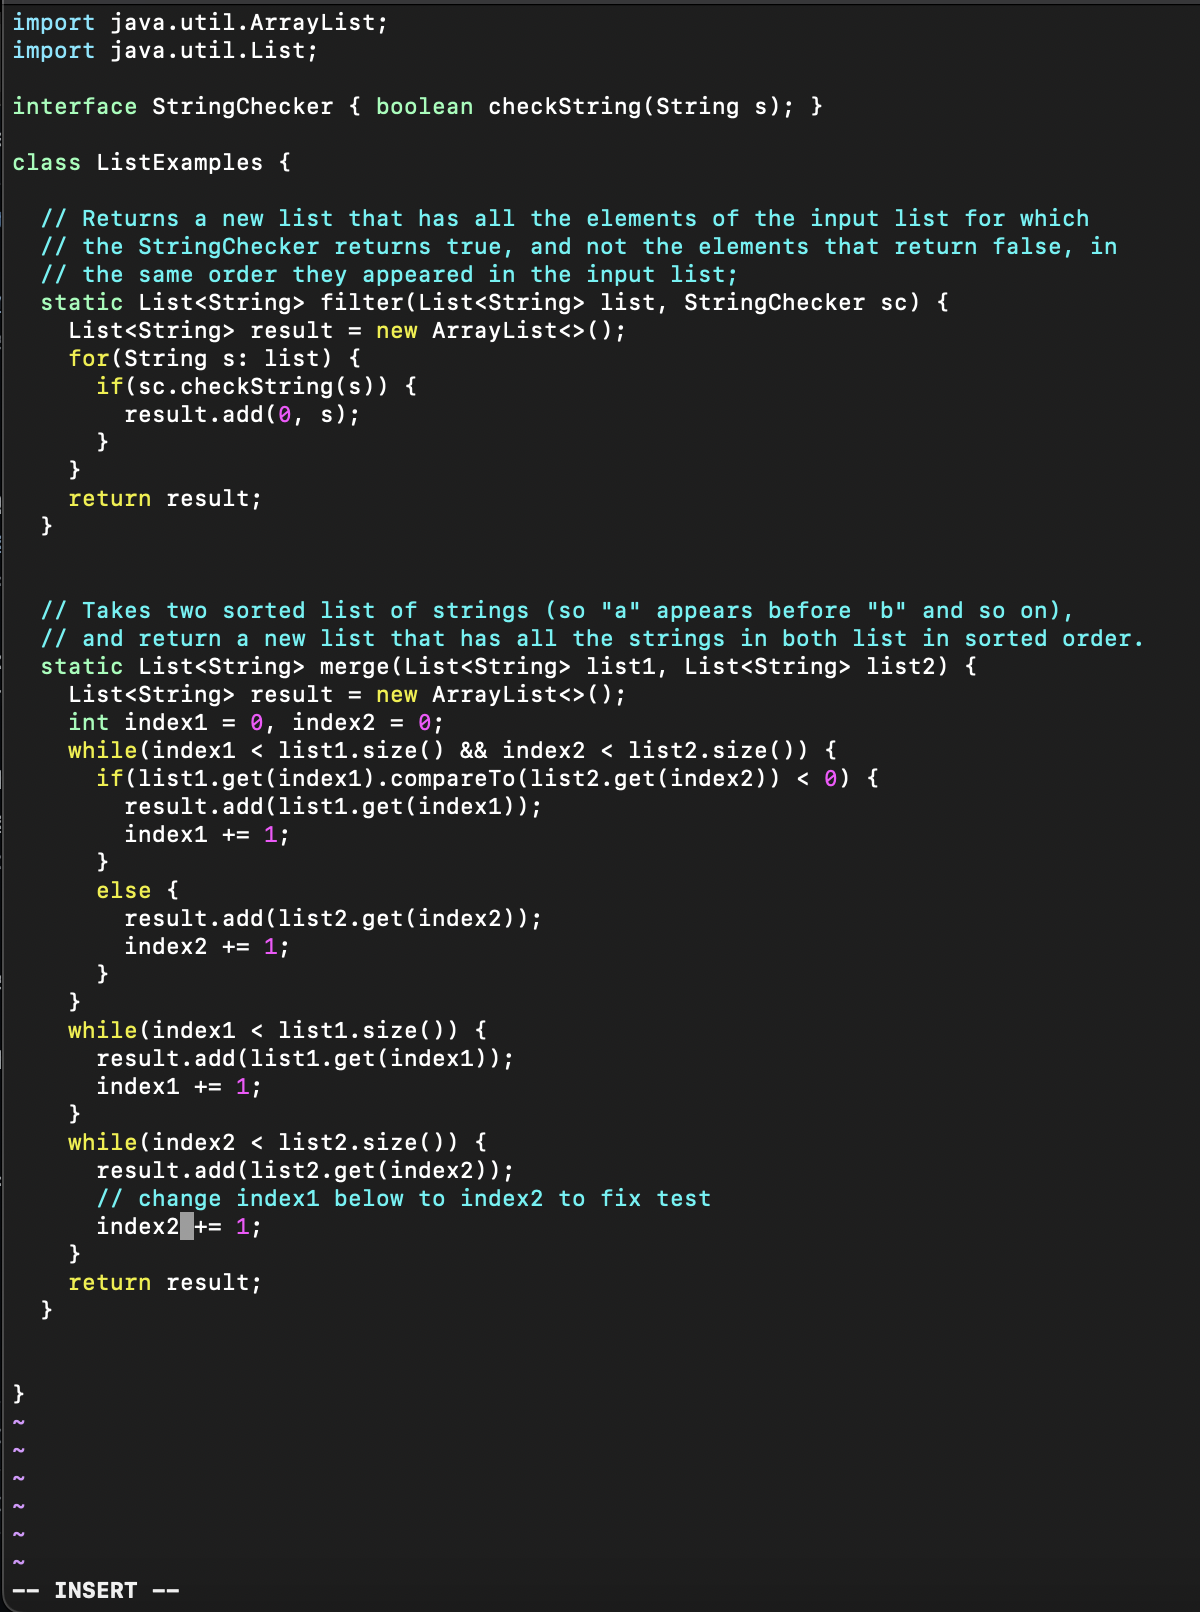 import java.util.ArrayList;
import java.util.List;

interface StringChecker { boolean checkString(String s); }

class ListExamples {

  // Returns a new list that has all the elements of the input list for which
  // the StringChecker returns true, and not the elements that return false, in
  // the same order they appeared in the input list;
  static List<String> filter(List<String> list, StringChecker sc) {
    List<String> result = new ArrayList<>();
    for(String s: list) {
      if(sc.checkString(s)) {
        result.add(0, s);
      }
    }
    return result;
  }


  // Takes two sorted list of strings (so "a" appears before "b" and so on),
  // and return a new list that has all the strings in both list in sorted order.
  static List<String> merge(List<String> list1, List<String> list2) {
    List<String> result = new ArrayList<>();
    int index1 = 0, index2 = 0;
    while(index1 < list1.size() && index2 < list2.size()) {
      if(list1.get(index1).compareTo(list2.get(index2)) < 0) {
        result.add(list1.get(index1));
        index1 += 1;
      }
      else {
        result.add(list2.get(index2));
        index2 += 1;
      }
    }
    while(index1 < list1.size()) {
      result.add(list1.get(index1));
      index1 += 1;
    }
    while(index2 < list2.size()) {
      result.add(list2.get(index2));
      // change index1 below to index2 to fix test
      index2 += 1;
    }
    return result;
  }


}
~
~
~
~
~
~
-- INSERT --